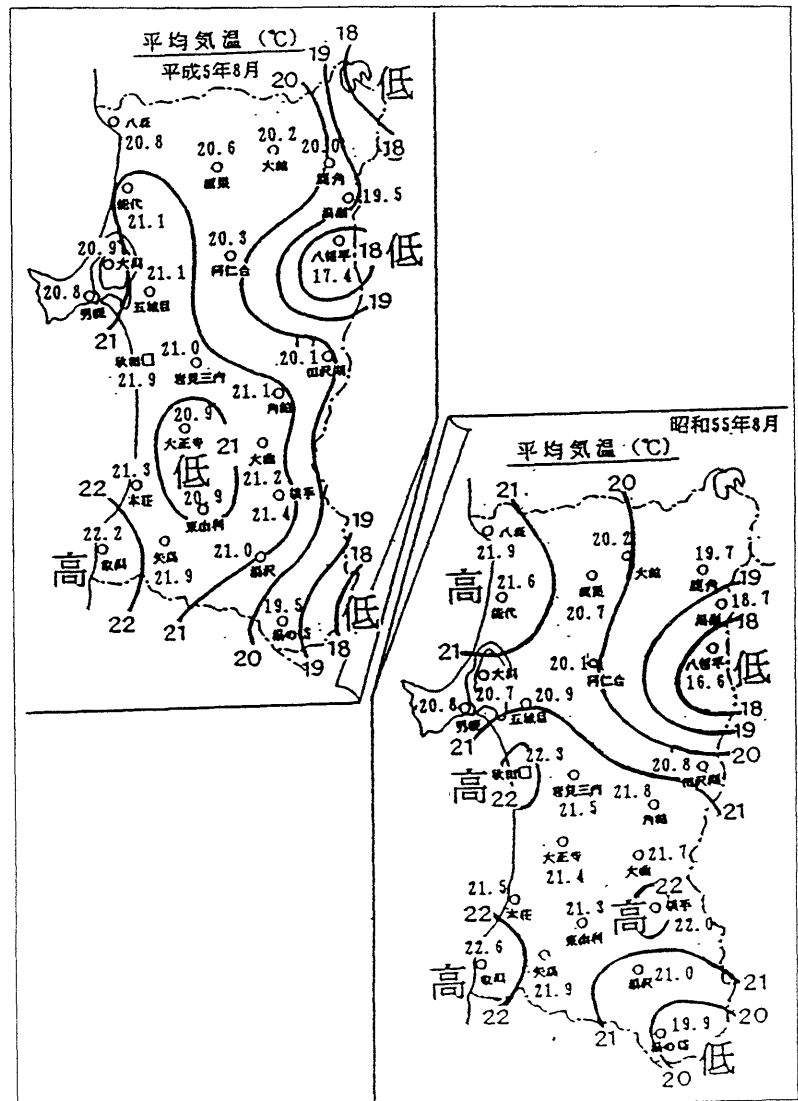 平均気温 (℃)
平成5年8月
18
19
20
低
八森
20.8
20.6
鷹巣
20.2
大館
20.0
鹿角
18
能代
21.1
湯瀬
19.5
20.9
大潟
20.3
阿仁合
八幡平
17.4
18
低
20.8
男鹿
21.1
五城目
19
21
秋田
21.9
21.0
岩見三内
20.1
田沢湖
21.1
角館
20.9
大正寺
21
大曲
低
21.2
22
21.3
本荘
20.9
東由利
横手
21.4
19
22.2
高
矢島
21.9
21.0
湯沢
18
19.5
低
22
21
20
19
18
昭和55年8月
平均気温 (℃)
21
20
八森
21.9
20.2
大館
19.7
鹿角
19
高
21.6
能代
鷹巣
20.7
18.7
湯瀬
18
21
大潟
20.1
阿仁合
八幡平
16.6
低
20.8
男鹿
20.7
20.9
五城目
18
21
19
20
高
秋田
22.3
22
岩見三内
21.5
20.8
田沢湖
21.8
角館
21
大正寺
21.4
21.7
大曲
22
21.5
本荘
22
21.3
東由利
高
横手
22.0
22.6
高
矢島
21.9
21.0
湯沢
21
22
20
19.9
21
低
20